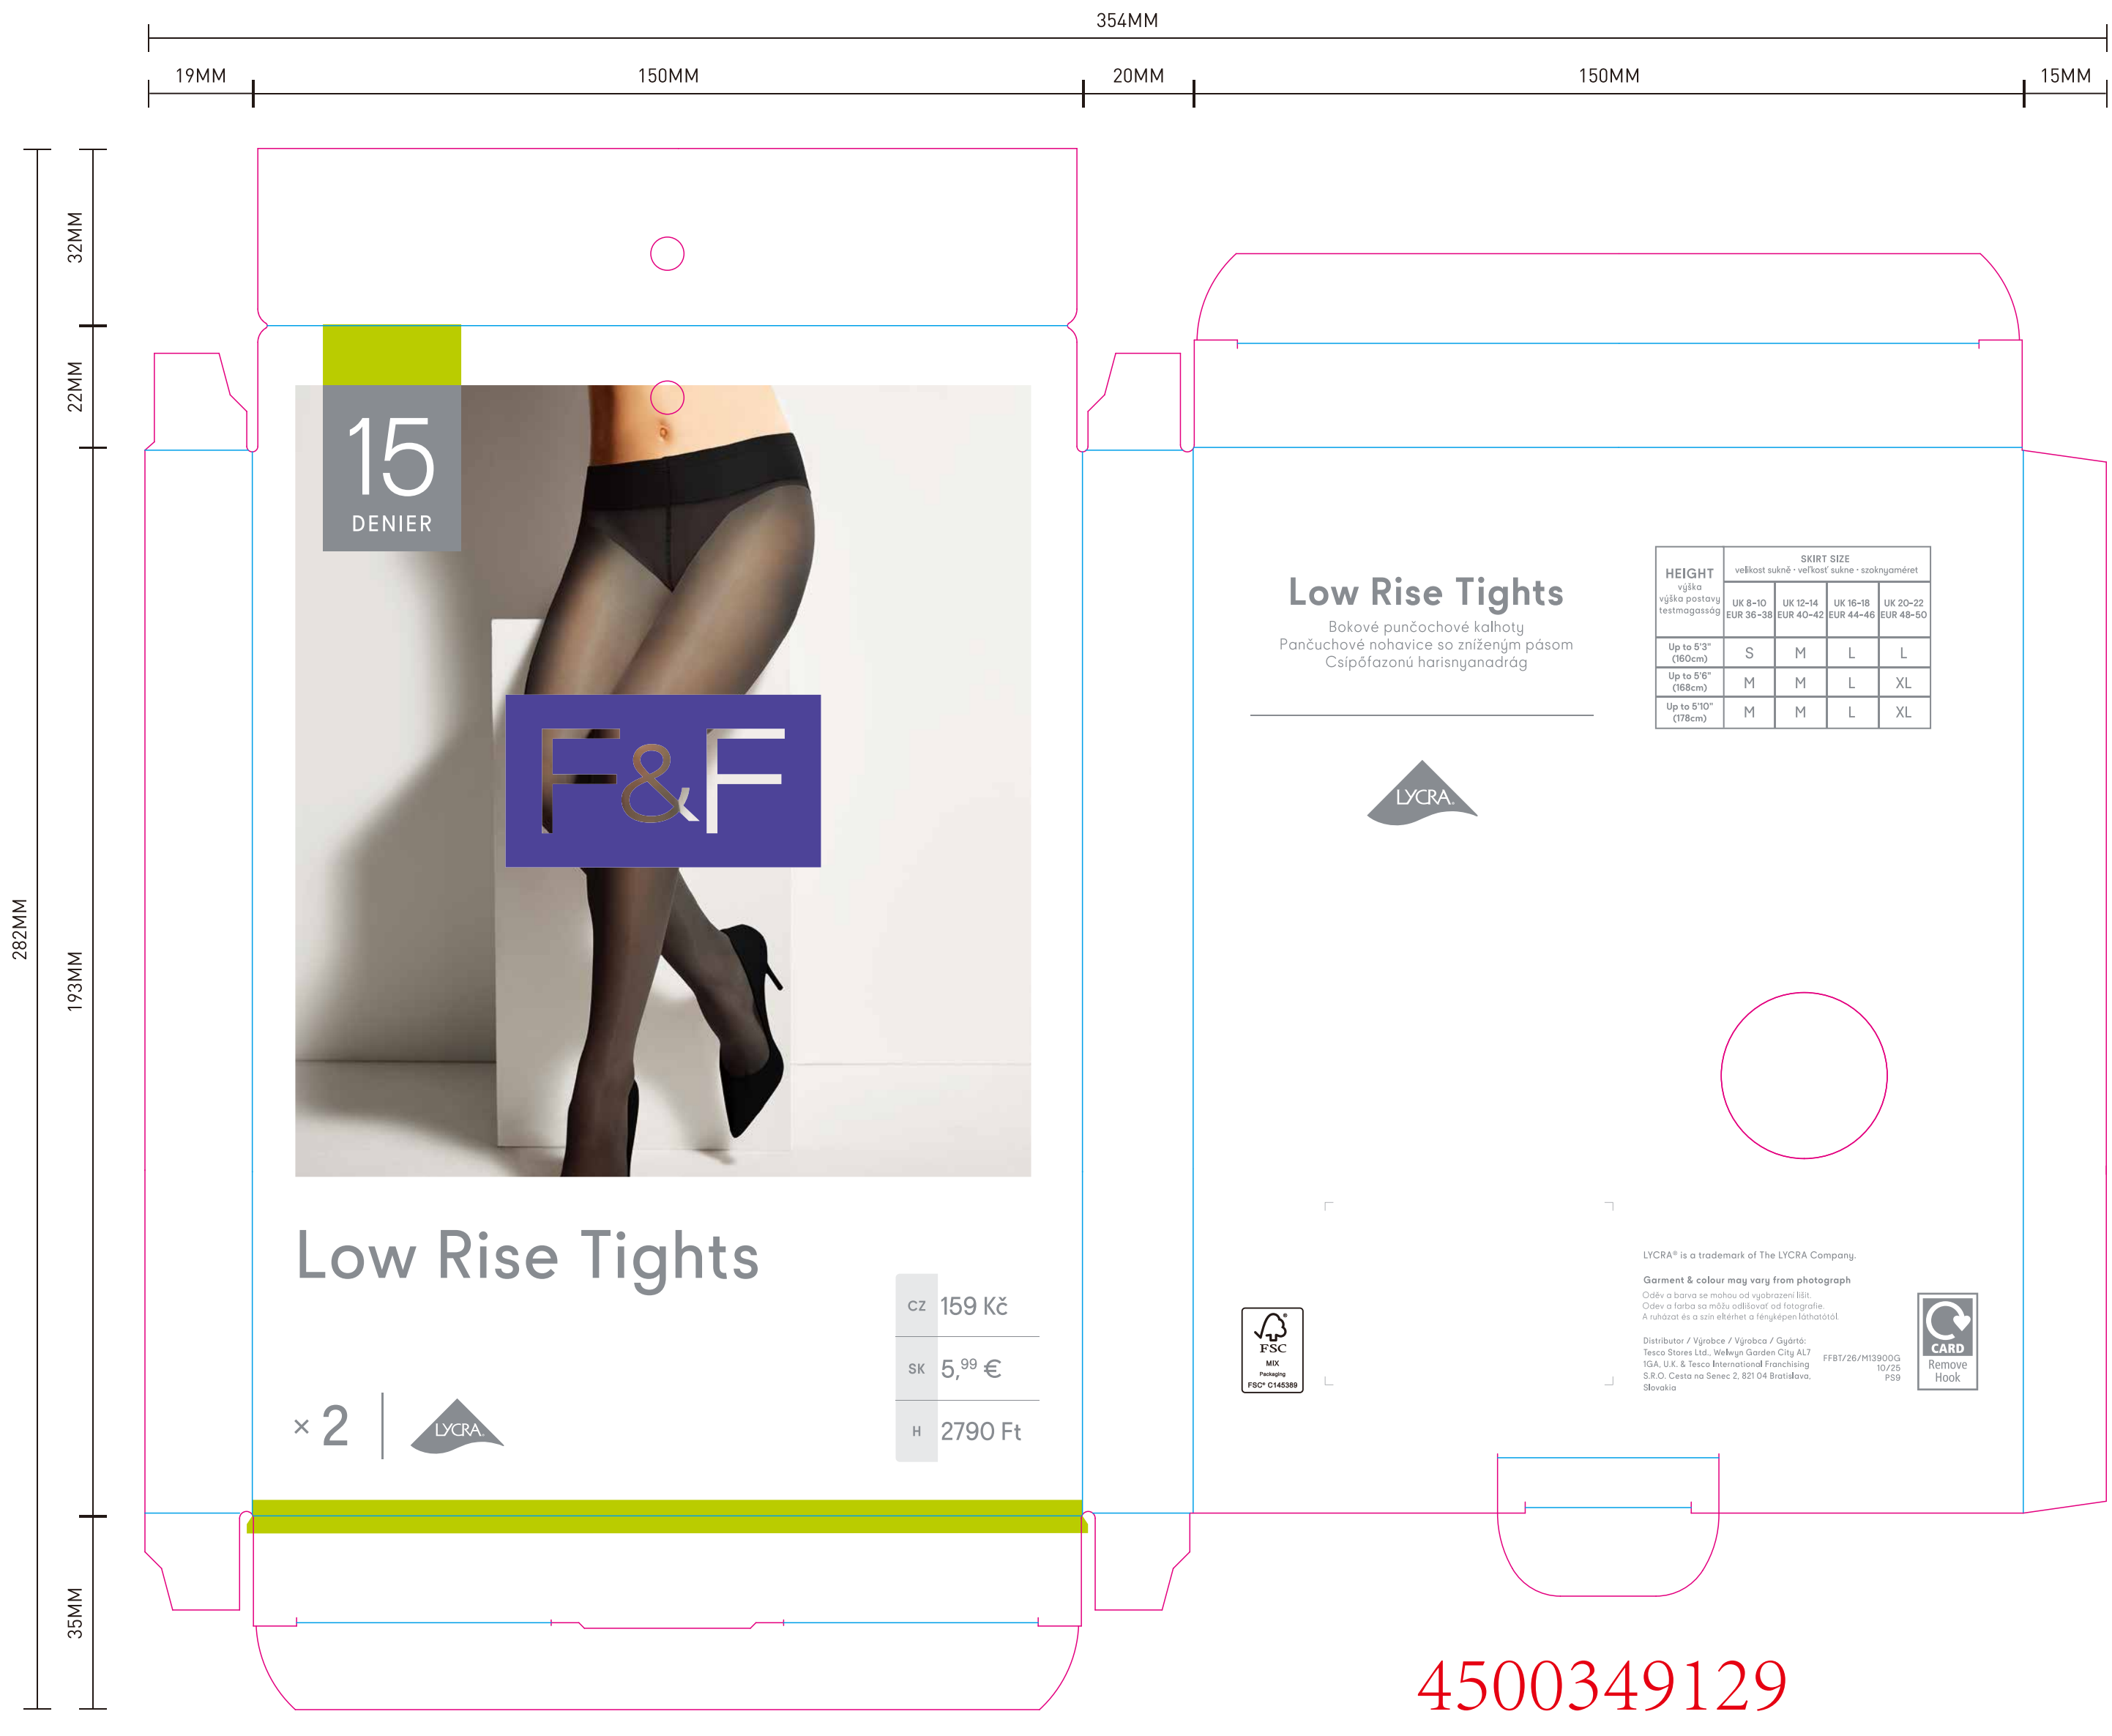 354MM
19MM
150MM
20MM
150MM
15MM
282MM
32MM
22MM
193MM
35MM
15
DENIER
F&F
Low Rise Tights
× 2
LYCRA®
CZ 159 Kč
SK 5,99 €
H 2790 Ft
Low Rise Tights
Bokové punčochové kalhoty
Pančuchové nohavice so zníženým pásom
Csípőfazonú harisnyanadrág
LYCRA®
HEIGHT
výška
výška postavy
testmagasság
SKIRT SIZE
velikost sukně • veľkosť sukne • szoknyaméret
UK 8-10 UK 12-14 UK 16-18 UK 20-22
EUR 36-38 EUR 40-42 EUR 44-46 EUR 48-50
Up to 5'3"
(160cm) S M L L
Up to 5'6"
(168cm) M M L XL
Up to 5'10"
(178cm) M M L XL
FSC®
MIX
Packaging
FSC® C145389
LYCRA® is a trademark of The LYCRA Company.
Garment & colour may vary from photograph
Oděv a barva se mohou od vyobrazení lišit.
Odev a farba sa môžu odlišovať od fotografie.
A ruházat és a szín eltérhet a fényképen láthatótól.
Distributor / Výrobce / Výrobca / Gyártó:
Tesco Stores Ltd., Welwyn Garden City AL7
1GA, U.K. & Tesco International Franchising
S.R.O. Cesta na Senec 2, 821 04 Bratislava,
Slovakia
FFBT/26/M13900G
10/25
PS9
CARD
Remove
Hook
4500349129